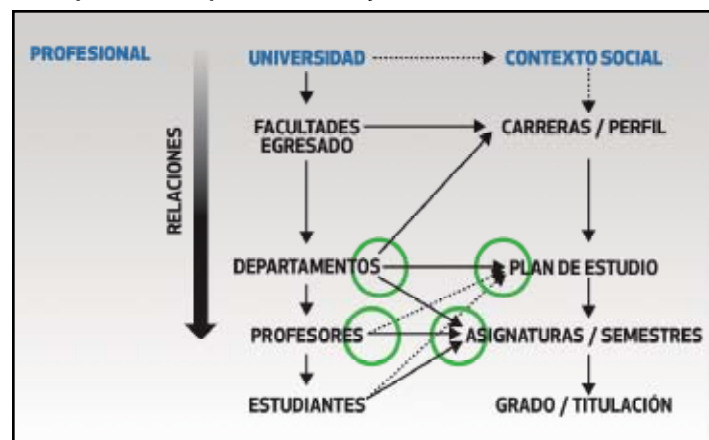 PROFESIONAL
UNIVERSIDAD
CONTEXTO SOCIAL
FACULTADES
EGRESADO
CARRERAS / PERFIL
RELACIONES
DEPARTAMENTOS
PLAN DE ESTUDIO
PROFESORES
ASIGNATURAS / SEMESTRES
ESTUDIANTES
GRADO / TITULACIÓN